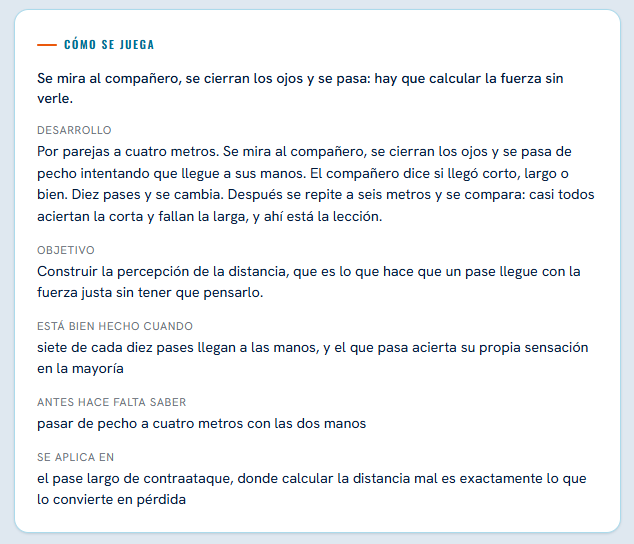 CÓMO SE JUEGA
Se mira al compañero, se cierran los ojos y se pasa: hay que calcular la fuerza sin
verle.
DESARROLLO
Por parejas a cuatro metros. Se mira al compañero, se cierran los ojos y se pasa de
pecho intentando que llegue a sus manos. El compañero dice si llegó corto, largo o
bien. Diez pases y se cambia. Después se repite a seis metros y se compara: casi todos
aciertan la corta y fallan la larga, y ahí está la lección.
OBJETIVO
Construir la percepción de la distancia, que es lo que hace que un pase llegue con la
fuerza justa sin tener que pensarlo.
ESTÁ BIEN HECHO CUANDO
siete de cada diez pases llegan a las manos, y el que pasa acierta su propia sensación
en la mayoría
ANTES HACE FALTA SABER
pasar de pecho a cuatro metros con las dos manos
SE APLICA EN
el pase largo de contraataque, donde calcular la distancia mal es exactamente lo que
lo convierte en pérdida